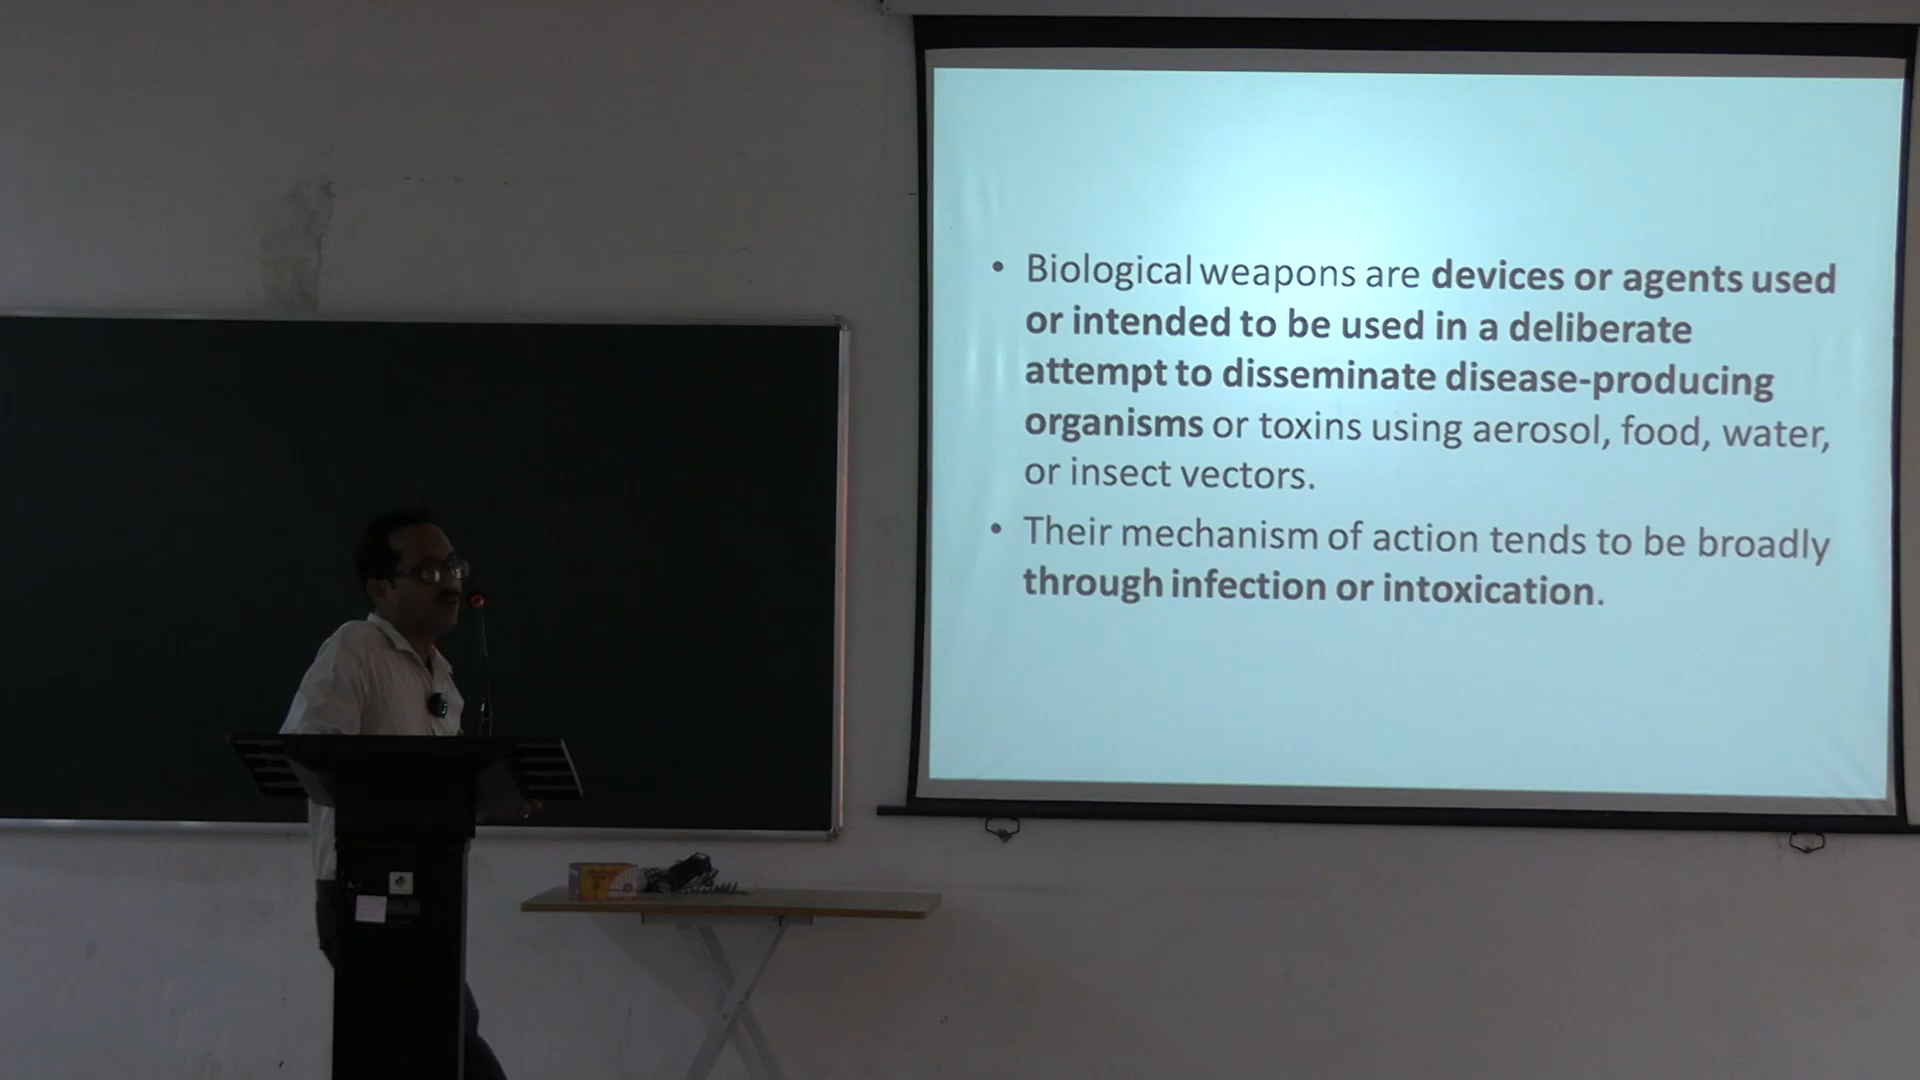 • Biological weapons are devices or agents used
or intended to be used in a deliberate
attempt to disseminate disease-producing
organisms or toxins using aerosol, food, water,
or insect vectors.
• Their mechanism of action tends to be broadly
through infection or intoxication.